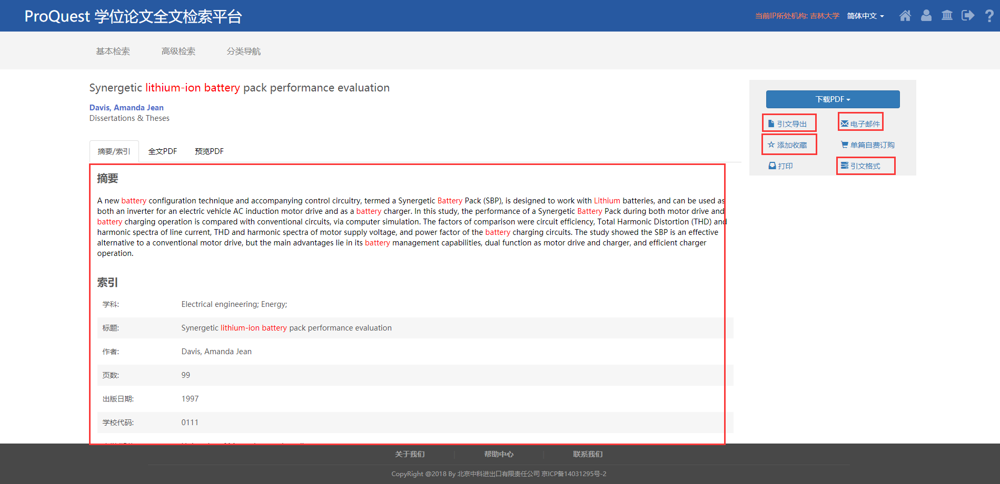 ProQuest 学位论文全文检索平台
当前IP所处机构: 吉林大学 简体中文
基本检索 高级检索 分类导航
Synergetic lithium-ion battery pack performance evaluation
Davis, Amanda Jean
Dissertations & Theses
下载PDF
引文导出 电子邮件
添加收藏 单篇自费订购
打印 引文格式
摘要/索引 全文PDF 预览PDF
摘要
A new battery configuration technique and accompanying control circuitry, termed a Synergetic Battery Pack (SBP), is designed to work with Lithium batteries, and can be used as
both an inverter for an electric vehicle AC induction motor drive and as a battery charger. In this study, the performance of a Synergetic Battery Pack during both motor drive and
battery charging operation is compared with conventional circuits, via computer simulation. The factors of comparison were circuit efficiency, Total Harmonic Distortion (THD) and
harmonic spectra of line current, THD and harmonic spectra of motor supply voltage, and power factor of the battery charging circuits. The study showed the SBP is an effective
alternative to a conventional motor drive, but the main advantages lie in its battery management capabilities, dual function as motor drive and charger, and efficient charger
operation.
索引
学科: Electrical engineering; Energy;
标题: Synergetic lithium-ion battery pack performance evaluation
作者: Davis, Amanda Jean
页数: 99
出版日期: 1997
学校代码: 0111
关于我们 帮助中心 联系我们
CopyRight @2018 By 北京中科进出口有限责任公司 京ICP备14031295号-2